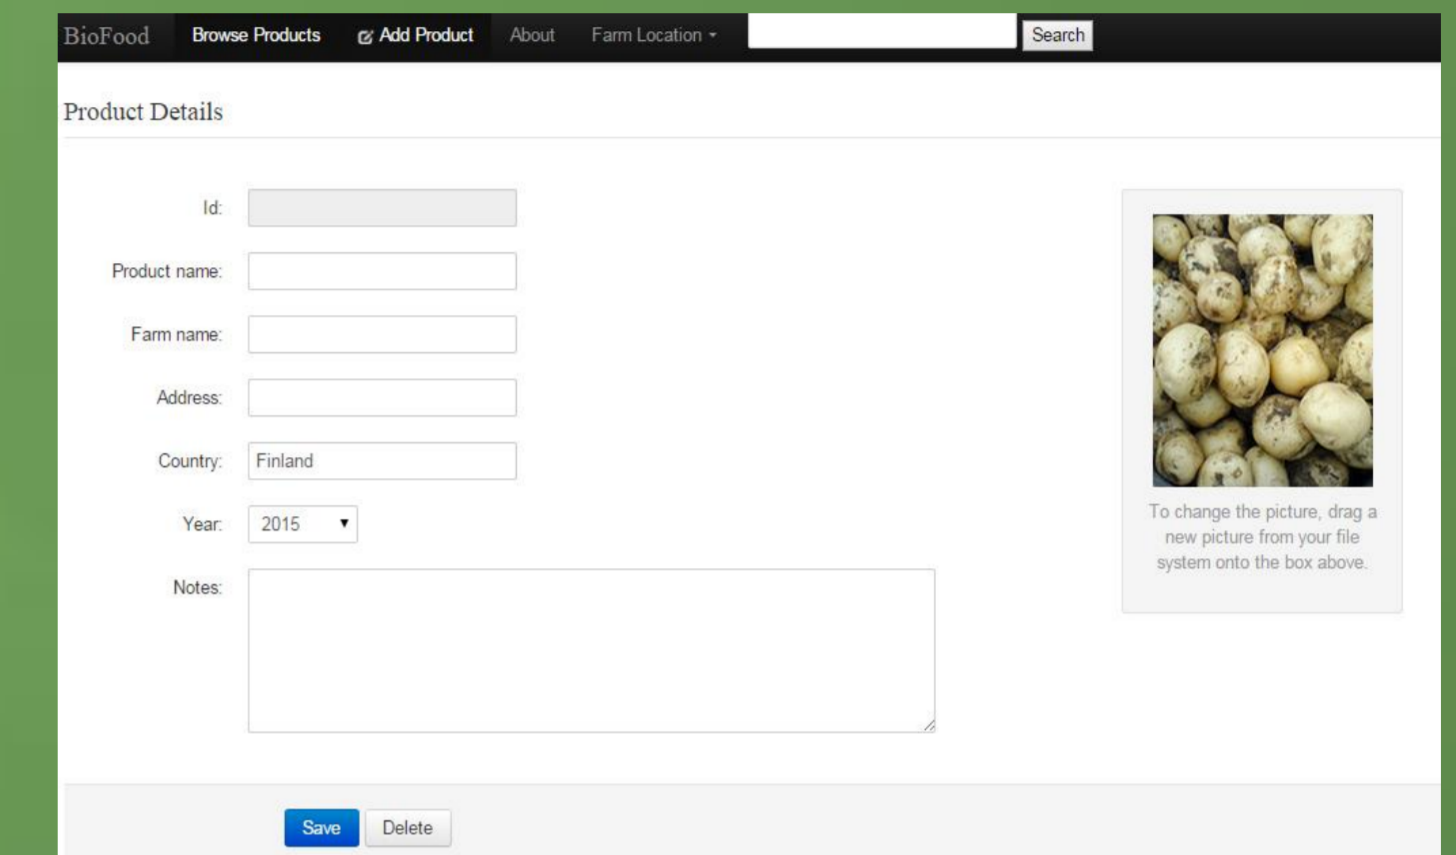 BioFood Browse Products Add Product About Farm Location Search
Product Details
Id:
Product name:
Farm name:
Address:
Country: Finland
Year: 2015
Notes:
To change the picture, drag a
new picture from your file
system onto the box above.
Save Delete